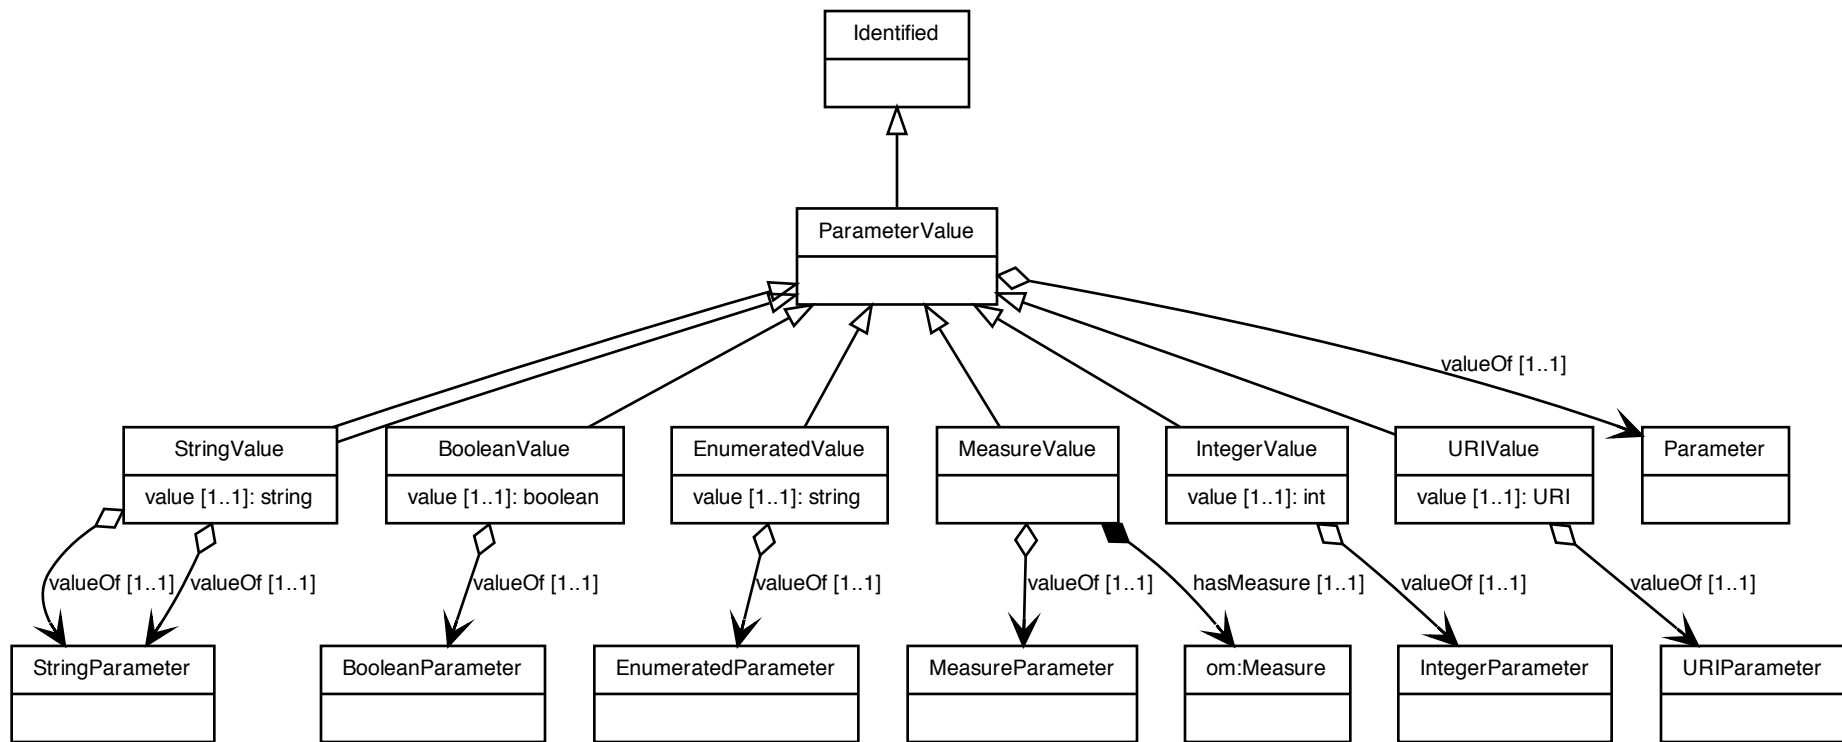 Identified
ParameterValue
valueOf [1..1]
StringValue
value [1..1]: string
BooleanValue
value [1..1]: boolean
EnumeratedValue
value [1..1]: string
MeasureValue
IntegerValue
value [1..1]: int
URIValue
value [1..1]: URI
Parameter
valueOf [1..1]
valueOf [1..1]
valueOf [1..1]
valueOf [1..1]
valueOf [1..1]
hasMeasure [1..1]
valueOf [1..1]
valueOf [1..1]
StringParameter
BooleanParameter
EnumeratedParameter
MeasureParameter
om:Measure
IntegerParameter
URIParameter